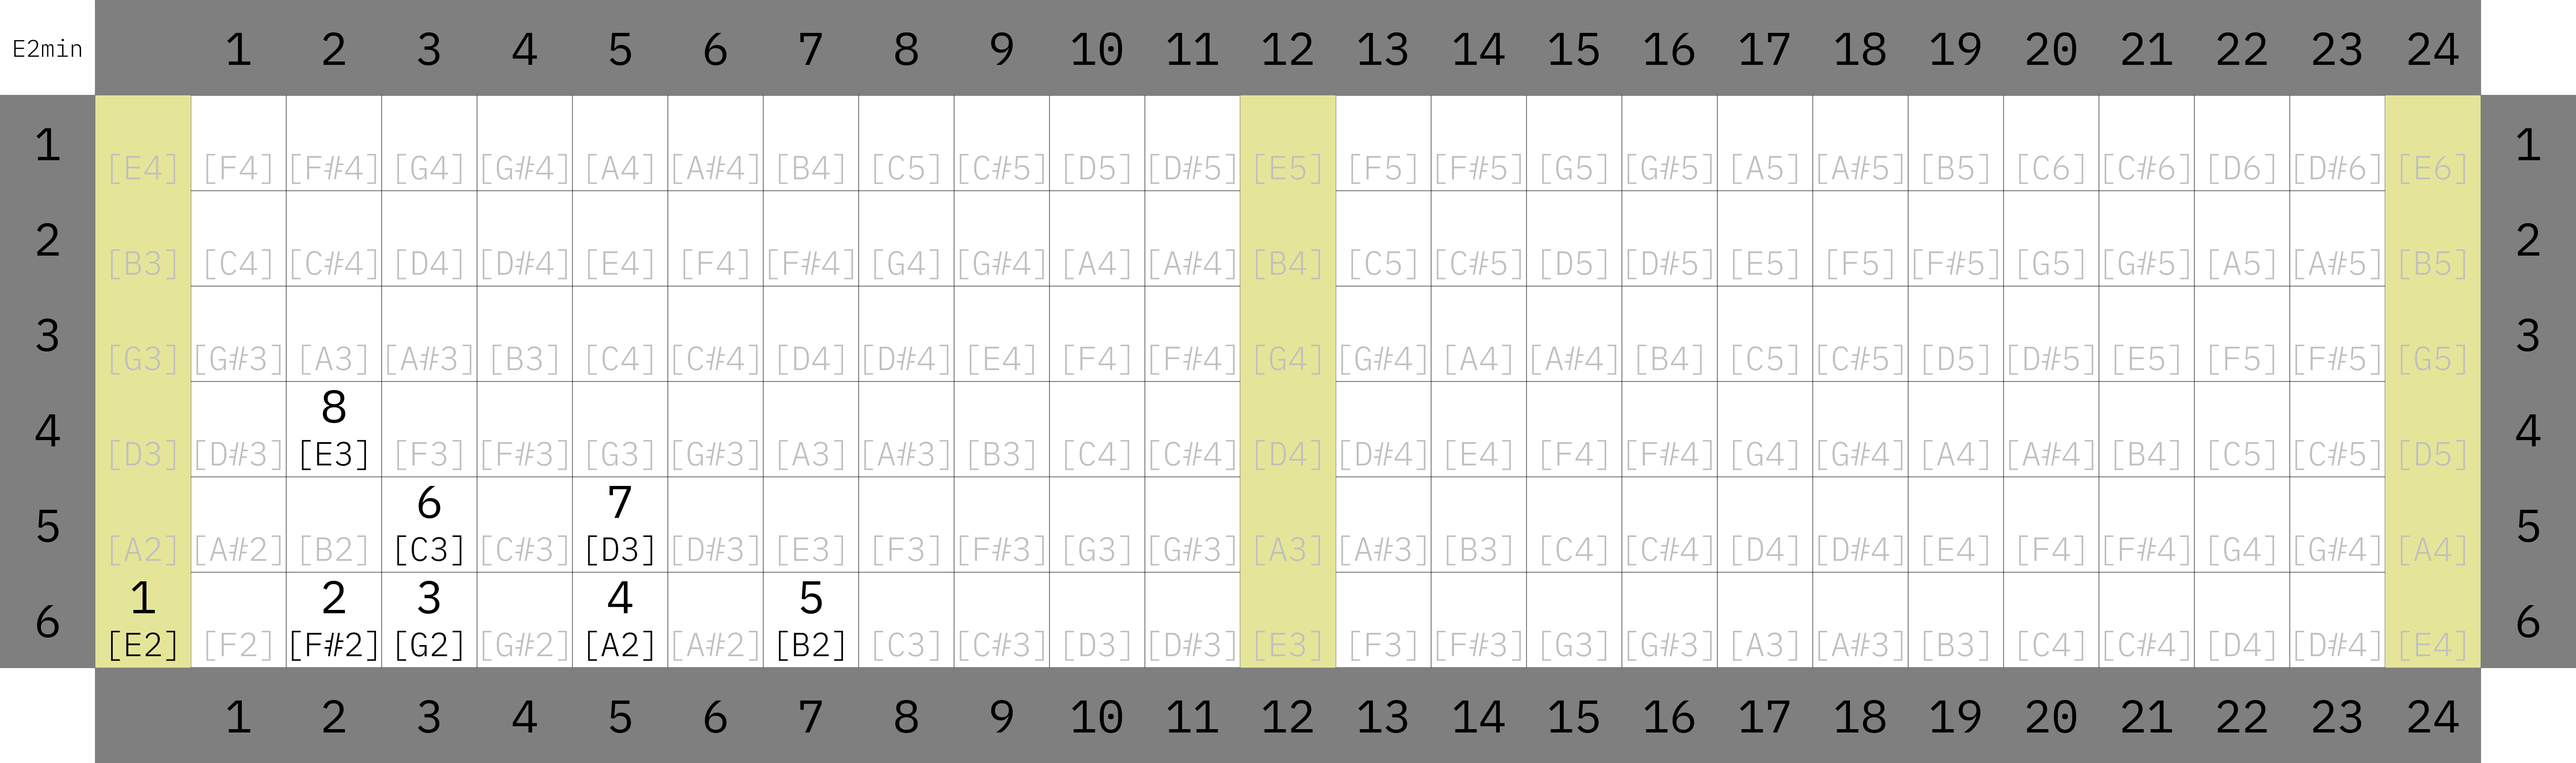 E2min 1 2 3 4 5 6 7 8 9 10 11 12 13 14 15 16 17 18 19 20 21 22 23 24
1 [E4] [F4] [F#4] [G4] [G#4] [A4] [A#4] [B4] [C5] [C#5] [D5] [D#5] [E5] [F5] [F#5] [G5] [G#5] [A5] [A#5] [B5] [C6] [C#6] [D6] [D#6] [E6] 1
2 [B3] [C4] [C#4] [D4] [D#4] [E4] [F4] [F#4] [G4] [G#4] [A4] [A#4] [B4] [C5] [C#5] [D5] [D#5] [E5] [F5] [F#5] [G5] [G#5] [A5] [A#5] [B5] 2
3 [G3] [G#3] [A3] [A#3] [B3] [C4] [C#4] [D4] [D#4] [E4] [F4] [F#4] [G4] [G#4] [A4] [A#4] [B4] [C5] [C#5] [D5] [D#5] [E5] [F5] [F#5] [G5] 3
8
4 [D3] [D#3] [E3] [F3] [F#3] [G3] [G#3] [A3] [A#3] [B3] [C4] [C#4] [D4] [D#4] [E4] [F4] [F#4] [G4] [G#4] [A4] [A#4] [B4] [C5] [C#5] [D5] 4
6 7
5 [A2] [A#2] [B2] [C3] [C#3] [D3] [D#3] [E3] [F3] [F#3] [G3] [G#3] [A3] [A#3] [B3] [C4] [C#4] [D4] [D#4] [E4] [F4] [F#4] [G4] [G#4] [A4] 5
1 2 3 4 5
6 [E2] [F2] [F#2] [G2] [G#2] [A2] [A#2] [B2] [C3] [C#3] [D3] [D#3] [E3] [F3] [F#3] [G3] [G#3] [A3] [A#3] [B3] [C4] [C#4] [D4] [D#4] [E4] 6
1 2 3 4 5 6 7 8 9 10 11 12 13 14 15 16 17 18 19 20 21 22 23 24